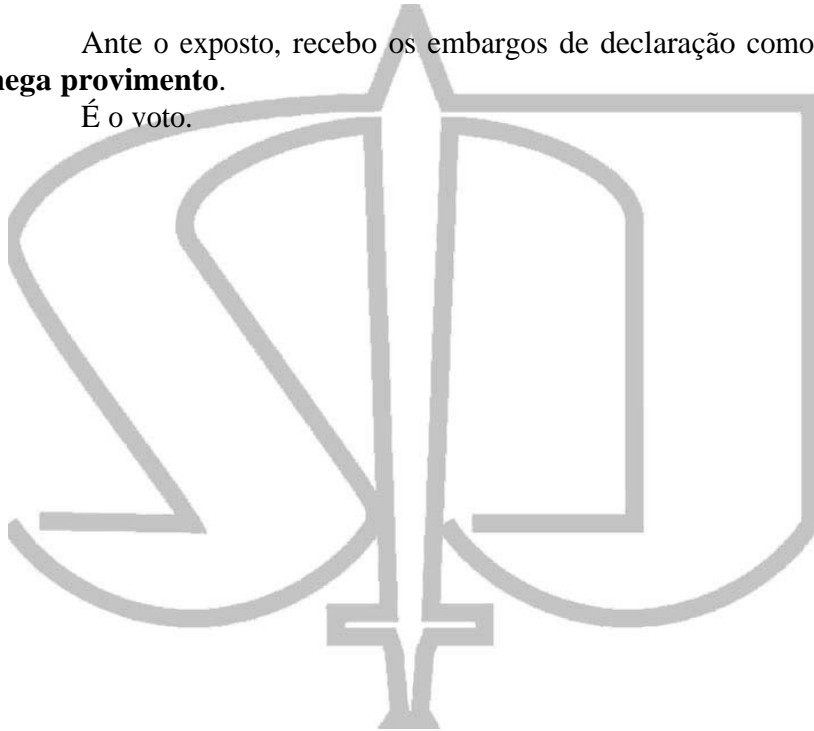 Ante o exposto, recebo os embargos de declaração como
nega provimento.
É o voto.